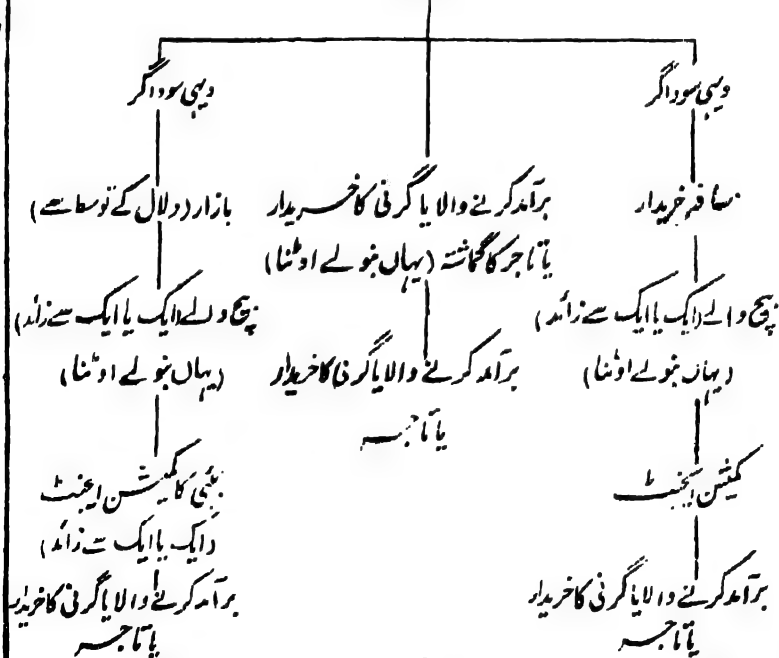 دیہی سوداگر
مسافر خریدار
بیچ والے (ایک یا ایک سے زائد)
(یہاں بنولے اوٹنا)
کمیشن ایجنٹ
برآمد کرنے والا یا گرنی کا خریدار
یا تاجر
برآمد کرنے والا یا گرنی کا خریدار
یا تاجر کا گماشتہ (یہاں بنولے اوٹنا)
برآمد کرنے والا یا گرنی کا خریدار
یا تاجر
دیہی سوداگر
بازار (دلال کے توسط سے)
بیچ والے (ایک یا ایک سے زائد)
(یہاں بنولے اوٹنا)
بمبئی کا کمیشن ایجنٹ
(ایک یا ایک سے زائد)
برآمد کرنے والا یا گرنی کا خریدار
یا تاجر